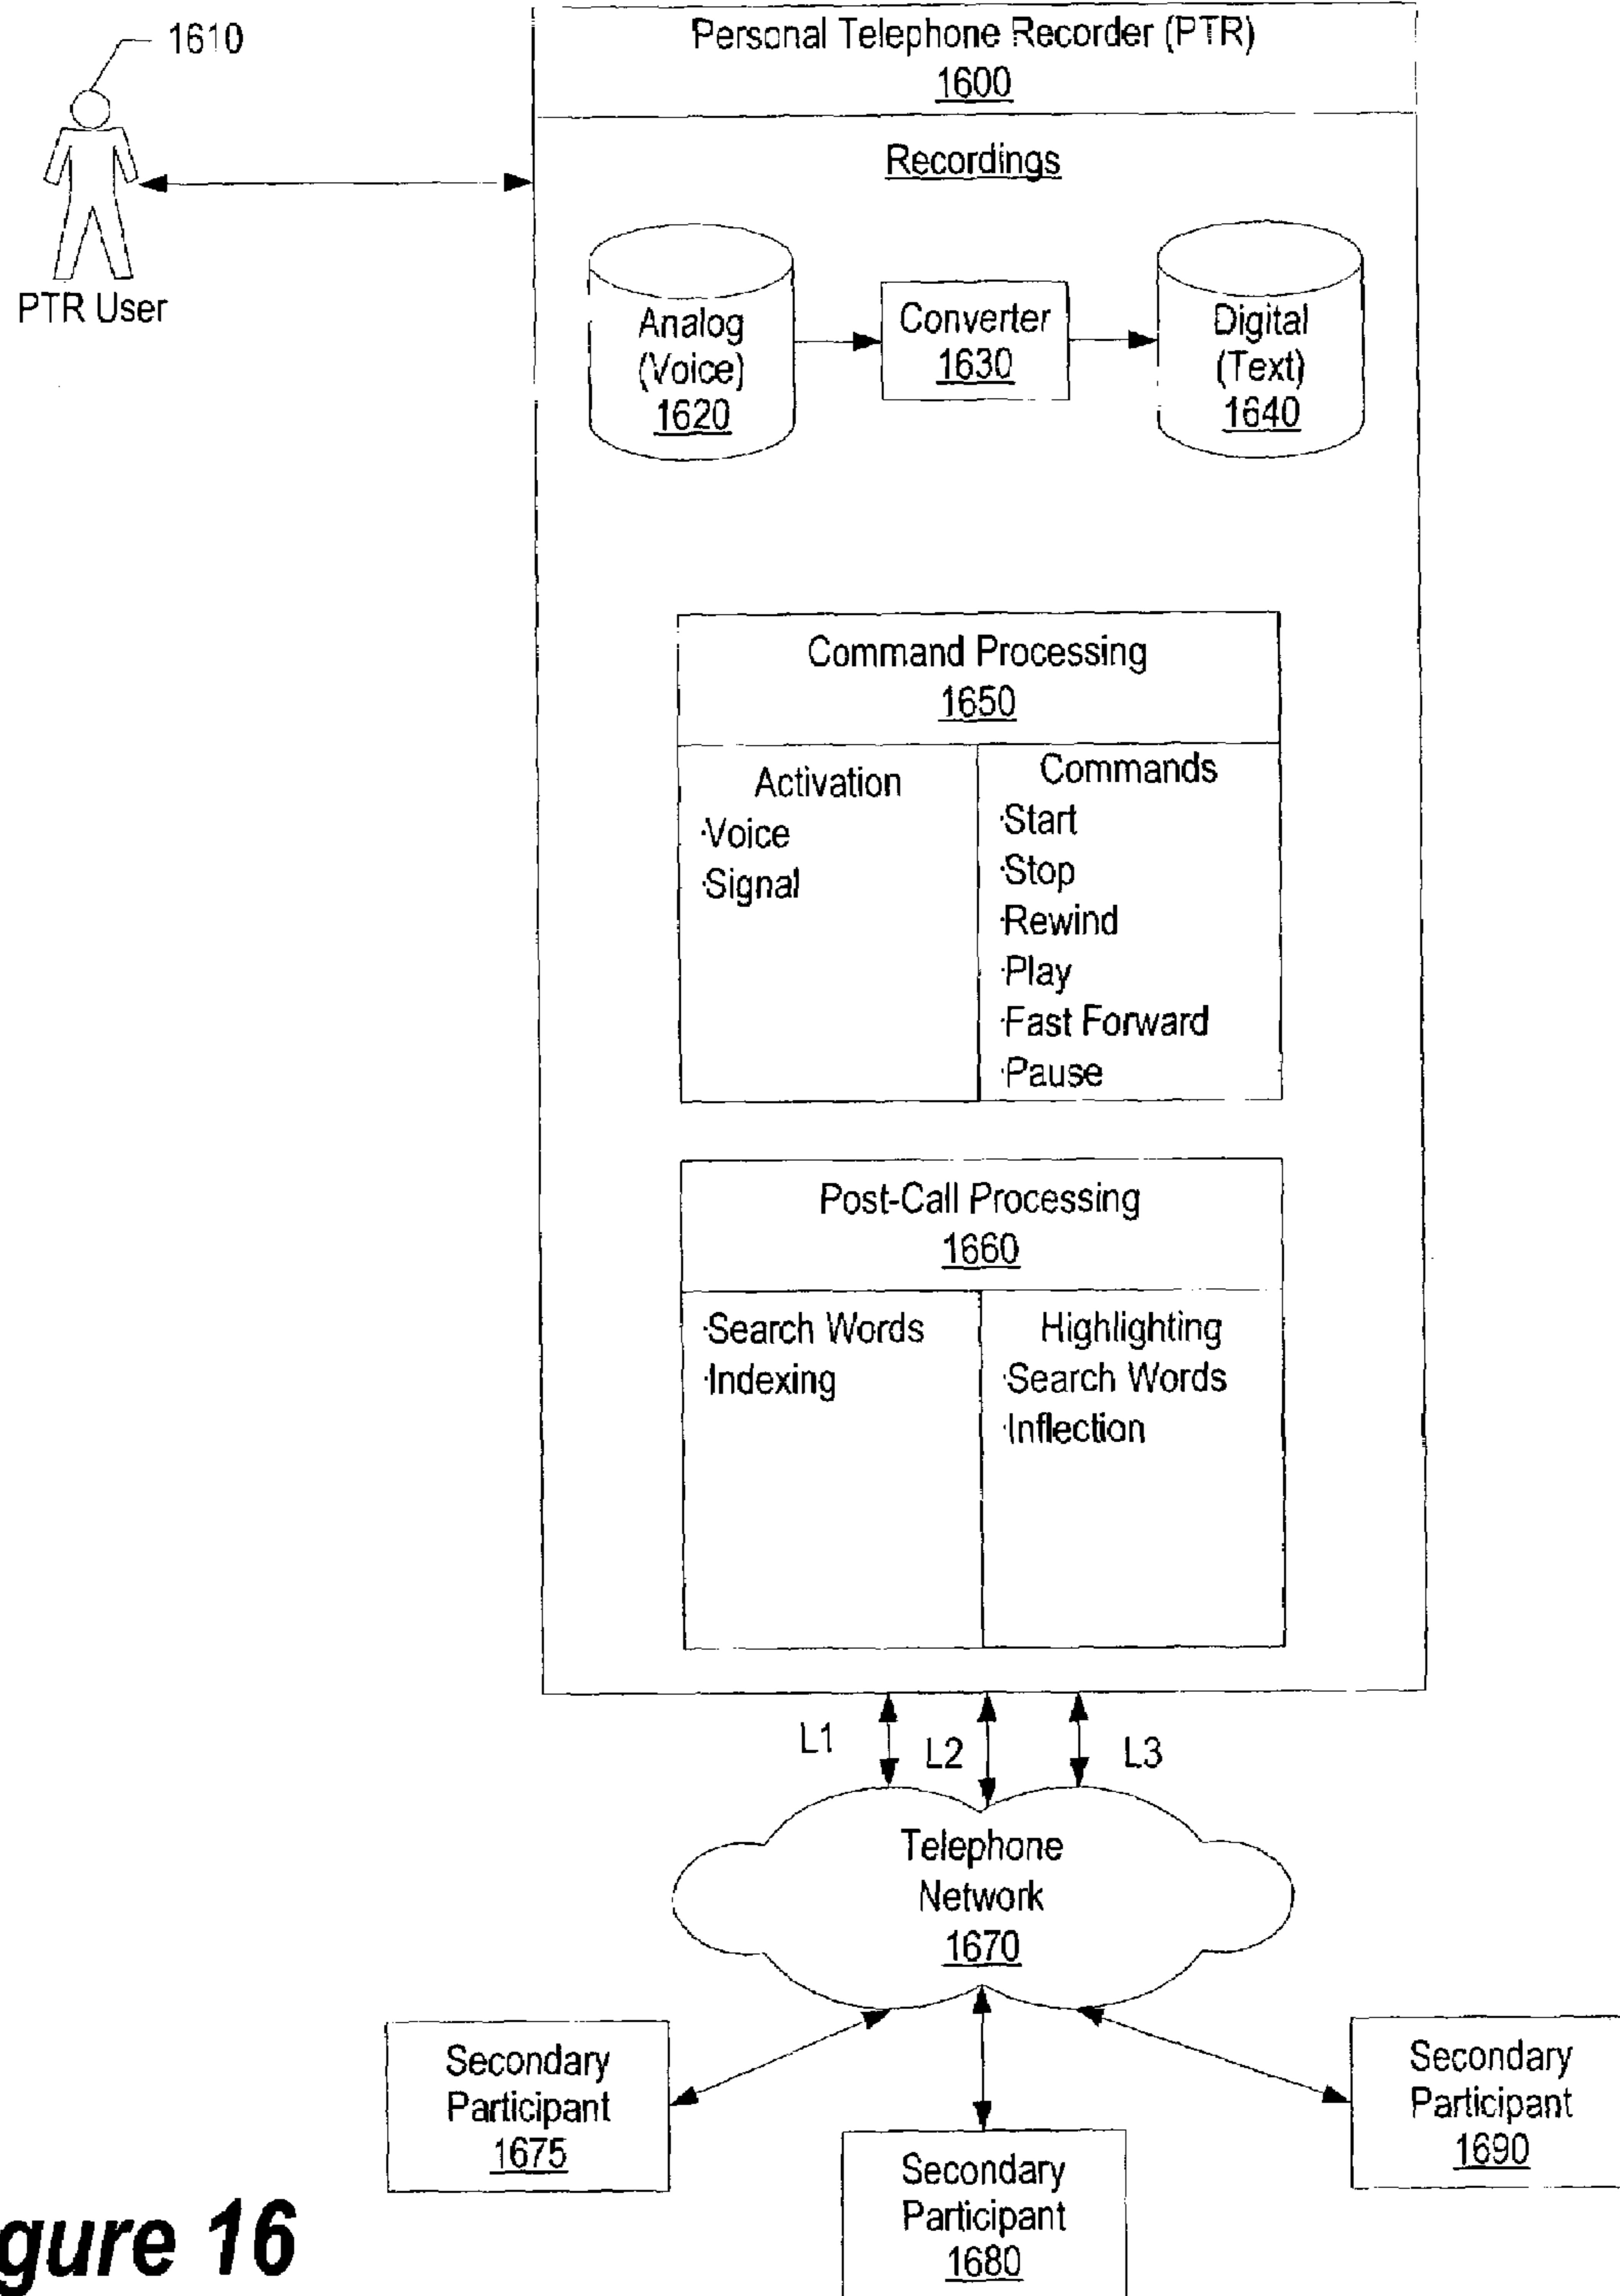 1610
Personal Telephone Recorder (PTR)
1600
Recordings
PTR User
Analog
(Voice)
1620
Converter
1630
Digital
(Text)
1640
Command Processing
1650
Activation
·Voice
·Signal
Commands
·Start
·Stop
·Rewind
·Play
·Fast Forward
·Pause
Post-Call Processing
1660
·Search Words
·Indexing
Highlighting
·Search Words
·Inflection
L1
L2
L3
Telephone
Network
1670
Secondary
Participant
1675
Secondary
Participant
1680
Secondary
Participant
1690
gure 16